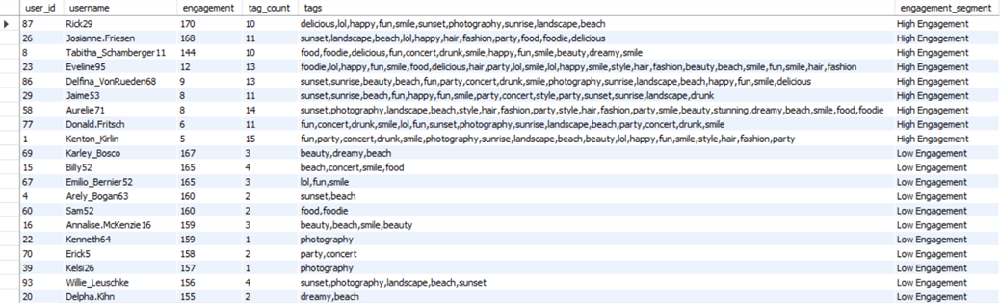 user_id username engagement tag_count tags engagement_segment
87 Rick29 170 10 delicious,lol,happy,fun,smile,sunset,photography,sunrise,landscape,beach High Engagement
26 Josianne.Friesen 168 11 sunset,landscape,beach,lol,happy,hair,fashion,party,food,foodie,delicious High Engagement
8 Tabitha_Schamberger11 144 10 food,foodie,delicious,fun,concert,drunk,smile,happy,fun,smile,beauty,dreamy,smile High Engagement
23 Eveline95 12 13 foodie,lol,happy,fun,smile,food,delicious,hair,party,lol,smile,lol,happy,smile,style,hair,fashion,beauty,beach,smile,fun,smile,hair,fashion High Engagement
86 Delfina_VonRueden68 9 13 sunset,sunrise,beauty,beach,fun,party,concert,drunk,smile,photography,sunrise,landscape,beach,happy,fun,smile,delicious High Engagement
29 Jaime53 8 11 sunset,sunrise,beach,fun,happy,fun,smile,party,concert,style,party,sunset,sunrise,landscape,drunk High Engagement
58 Aurelie71 8 14 sunset,photography,landscape,beach,style,hair,fashion,party,style,hair,fashion,party,smile,beauty,stunning,dreamy,beach,smile,food,foodie High Engagement
77 Donald.Fritsch 6 11 fun,concert,drunk,smile,lol,fun,sunset,photography,sunrise,landscape,beach,party,concert,drunk,smile High Engagement
1 Kenton_Kirlin 5 15 fun,party,concert,drunk,smile,photography,sunrise,landscape,beach,beauty,lol,happy,fun,smile,style,hair,fashion,party High Engagement
69 Karley_Bosco 167 3 beauty,dreamy,beach Low Engagement
15 Billy52 165 4 beach,concert,smile,food Low Engagement
67 Emilio_Bernier52 165 3 lol,fun,smile Low Engagement
4 Arely_Bogan63 160 2 sunset,beach Low Engagement
60 Sam52 160 2 food,foodie Low Engagement
16 Annalise.McKenzie16 159 3 beauty,beach,smile,beauty Low Engagement
22 Kenneth64 159 1 photography Low Engagement
70 Erick5 158 2 party,concert Low Engagement
39 Kelsi26 157 1 photography Low Engagement
93 Willie_Leuschke 156 4 sunset,photography,landscape,beach,sunset Low Engagement
20 Delpha.Kihn 155 2 dreamy,beach Low Engagement